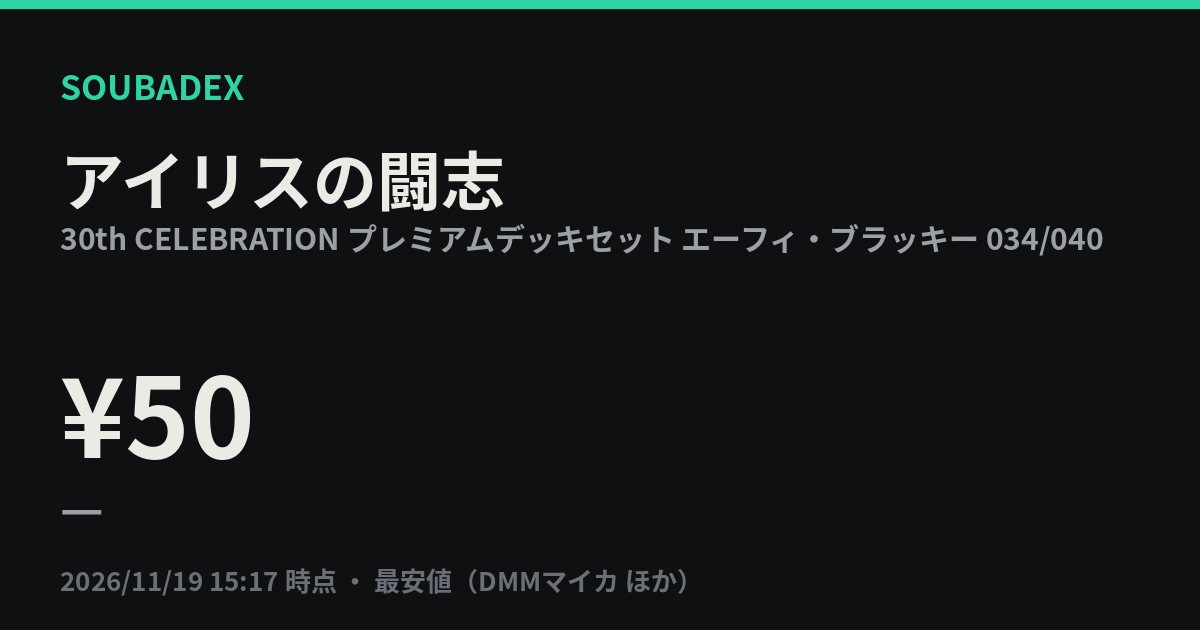 SOUBADEX
アイリスの闘志
30th CELEBRATION プレミアムデッキセット エーフィ・ブラッキー 034/040
¥50
—
2026/11/19 15:17 時点 ・ 最安値（DMMマイカ ほか）